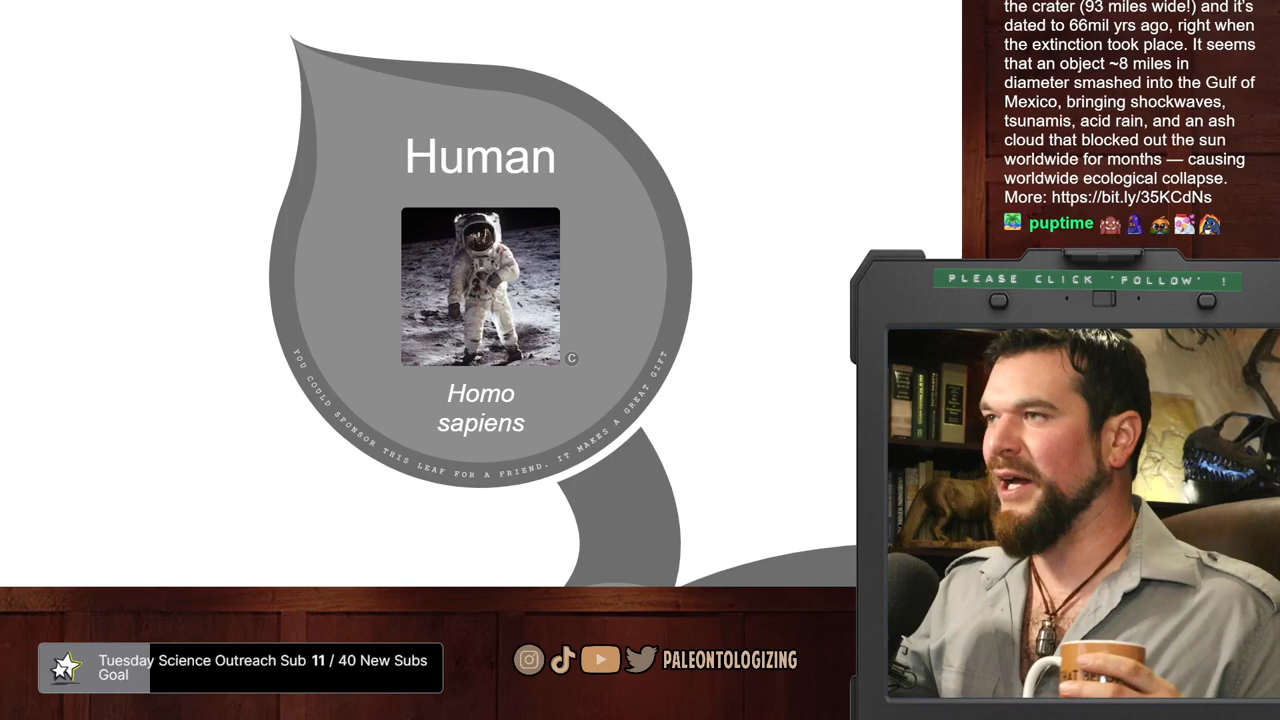 the crater (93 miles wide!) and it's
dated to 66mil yrs ago, right when
the extinction took place. It seems
that an object ~8 miles in
diameter smashed into the Gulf of
Mexico, bringing shockwaves,
tsunamis, acid rain, and an ash
cloud that blocked out the sun
worldwide for months — causing
worldwide ecological collapse.
More: https://bit.ly/35KCdNs
puptime
Human
C
Homo
sapiens
YOU COULD SPONSOR THIS LEAF FOR A FRIEND. IT MAKES A GREAT GIFT
PLEASE CLICK 'FOLLOW' !
Tuesday Science Outreach Sub 11 / 40 New Subs
Goal
PALEONTOLOGIZING